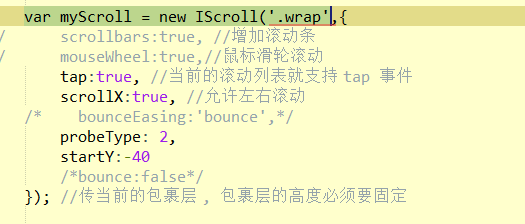 var myScroll = new IScroll('.wrap',{
/ scrollbars:true, //增加滚动条
/ mouseWheel:true,//鼠标滑轮滚动
tap:true, //当前的滚动列表就支持 tap 事件
scrollX:true, //允许左右滚动
/* bounceEasing:'bounce',*/
probeType: 2,
startY:-40
/*bounce:false*/
}); //传当前的包裹层 , 包裹层的高度必须要固定